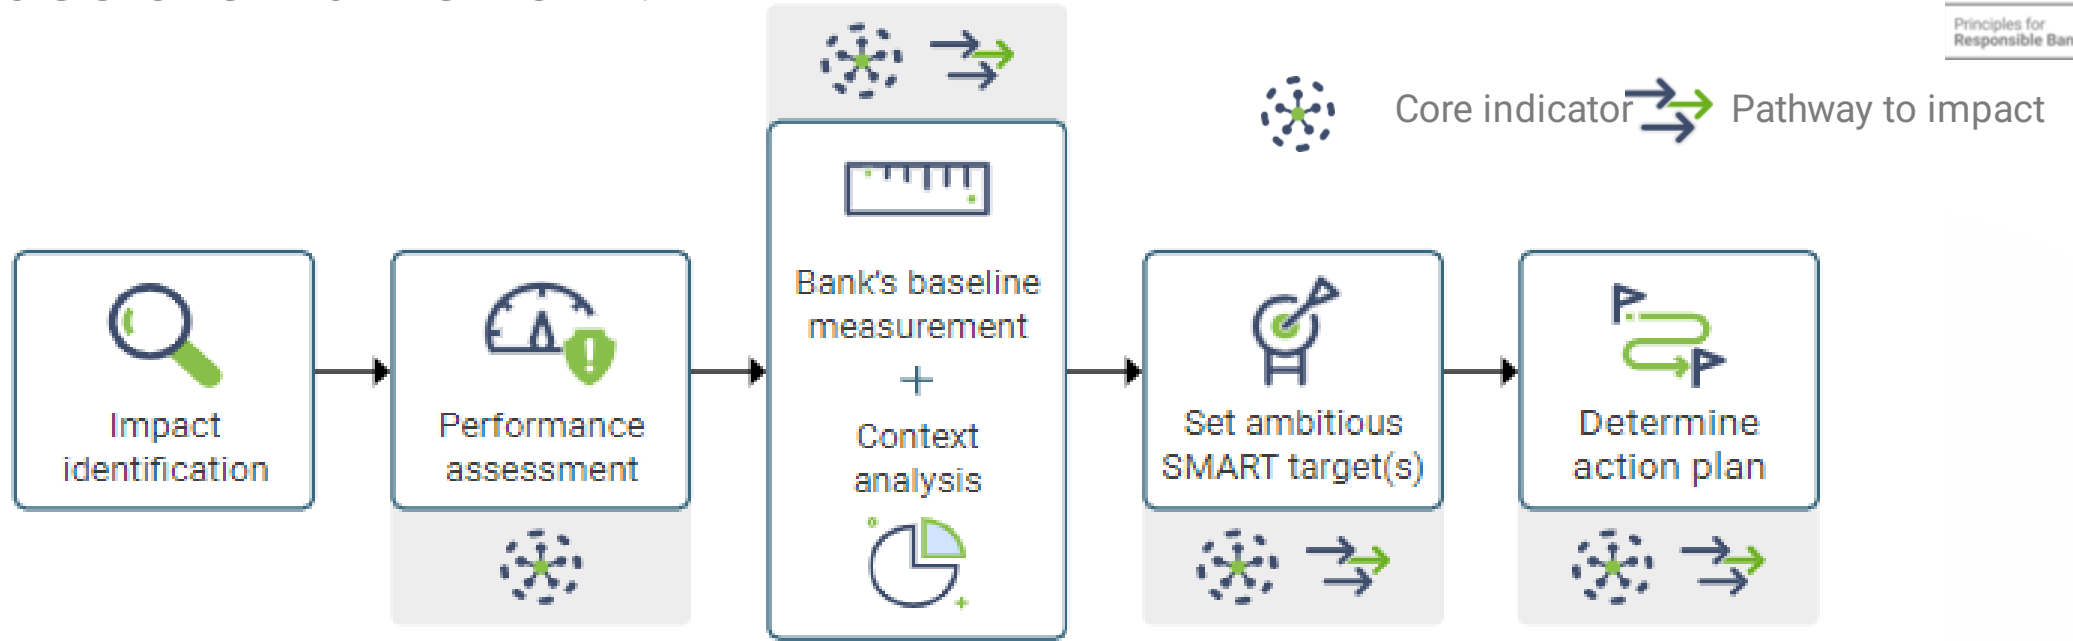 Principles for
Responsible Ban
Core indicator
Pathway to impact
Impact
identification
Performance
assessment
Bank's baseline
measurement
+
Context
analysis
Set ambitious
SMART target(s)
Determine
action plan